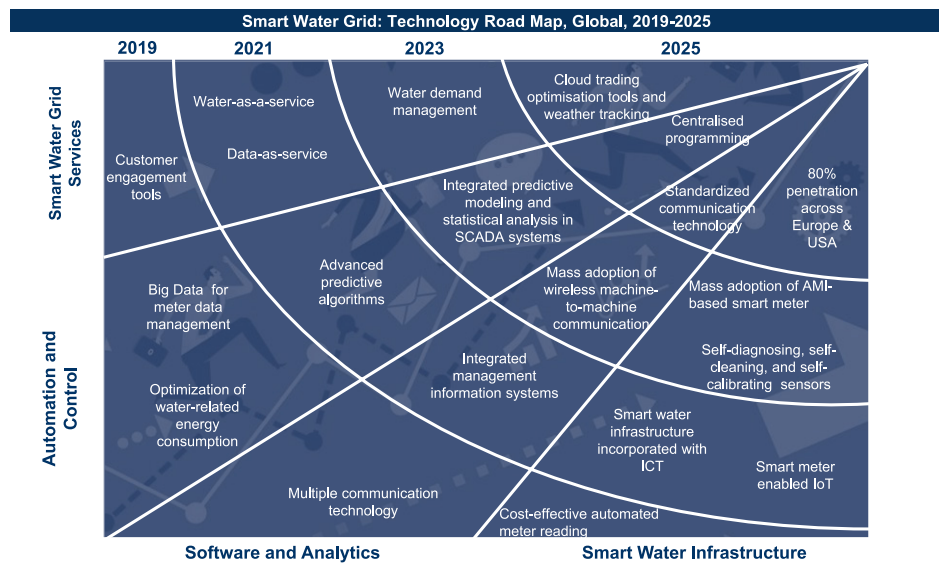 Smart Water Grid: Technology Road Map, Global, 2019-2025
2019
2021
2023
2025
Smart Water Grid
Services
Customer
engagement
tools
Water-as-a-service
Data-as-service
Water demand
management
Cloud trading
optimisation tools and
weather tracking
Centralised
programming
Standardized
communication
technology
80%
penetration
across
Europe &
USA
Integrated predictive
modeling and
statistical analysis in
SCADA systems
Advanced
predictive
algorithms
Big Data  for
meter data
management
Mass adoption of
wireless machine-
to-machine
communication
Mass adoption of AMI-
based smart meter
Self-diagnosing, self-
cleaning, and self-
calibrating  sensors
Automation and
Control
Optimization of
water-related
energy
consumption
Integrated
management
information systems
Smart water
infrastructure
incorporated with
ICT
Smart meter
enabled IoT
Multiple communication
technology
Cost-effective automated
meter reading
Software and Analytics
Smart Water Infrastructure